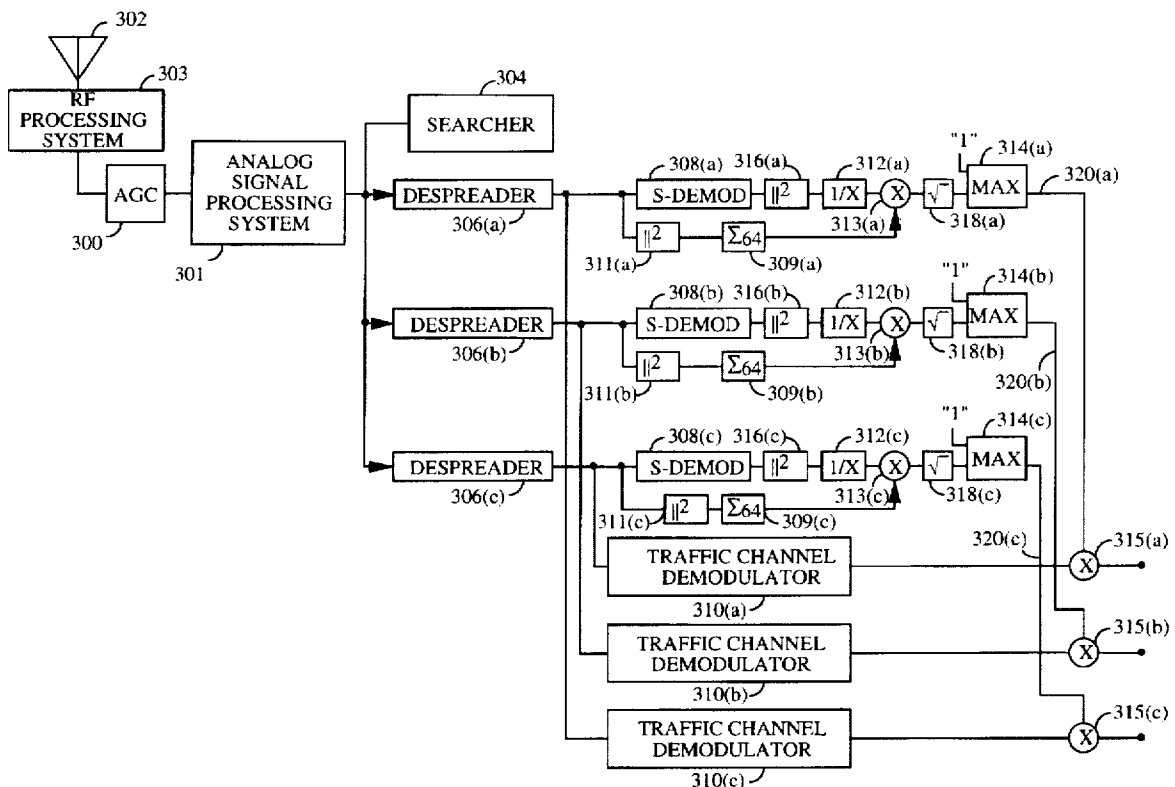 302
303
RF
PROCESSING
SYSTEM
304
SEARCHER
AGC
300
ANALOG
SIGNAL
PROCESSING
SYSTEM
301
DESPREADER
306(a)
308(a)
S-DEMOD
316(a)
||²
312(a)
1/X
X
313(a)
√
318(a)
"1"
314(a)
MAX
320(a)
||²
311(a)
Σ64
309(a)
DESPREADER
306(b)
308(b)
S-DEMOD
316(b)
||²
312(b)
1/X
X
313(b)
√
318(b)
"1"
314(b)
MAX
320(b)
||²
311(b)
Σ64
309(b)
DESPREADER
306(c)
308(c)
S-DEMOD
316(c)
||²
312(c)
1/X
X
313(c)
√
318(c)
"1"
314(c)
MAX
320(c)
311(c)
||²
Σ64
309(c)
TRAFFIC CHANNEL
DEMODULATOR
310(a)
X
315(a)
TRAFFIC CHANNEL
DEMODULATOR
310(b)
X
315(b)
TRAFFIC CHANNEL
DEMODULATOR
310(c)
X
315(c)